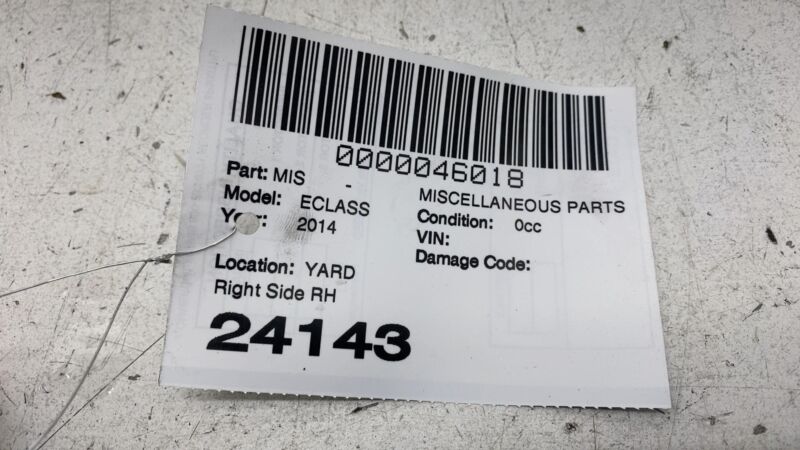 0000046018
Part: MIS -
MISCELLANEOUS PARTS
Model: ECLASS
Condition: 0cc
Year: 2014
VIN:
Damage Code:
Location: YARD
Right Side RH
24143